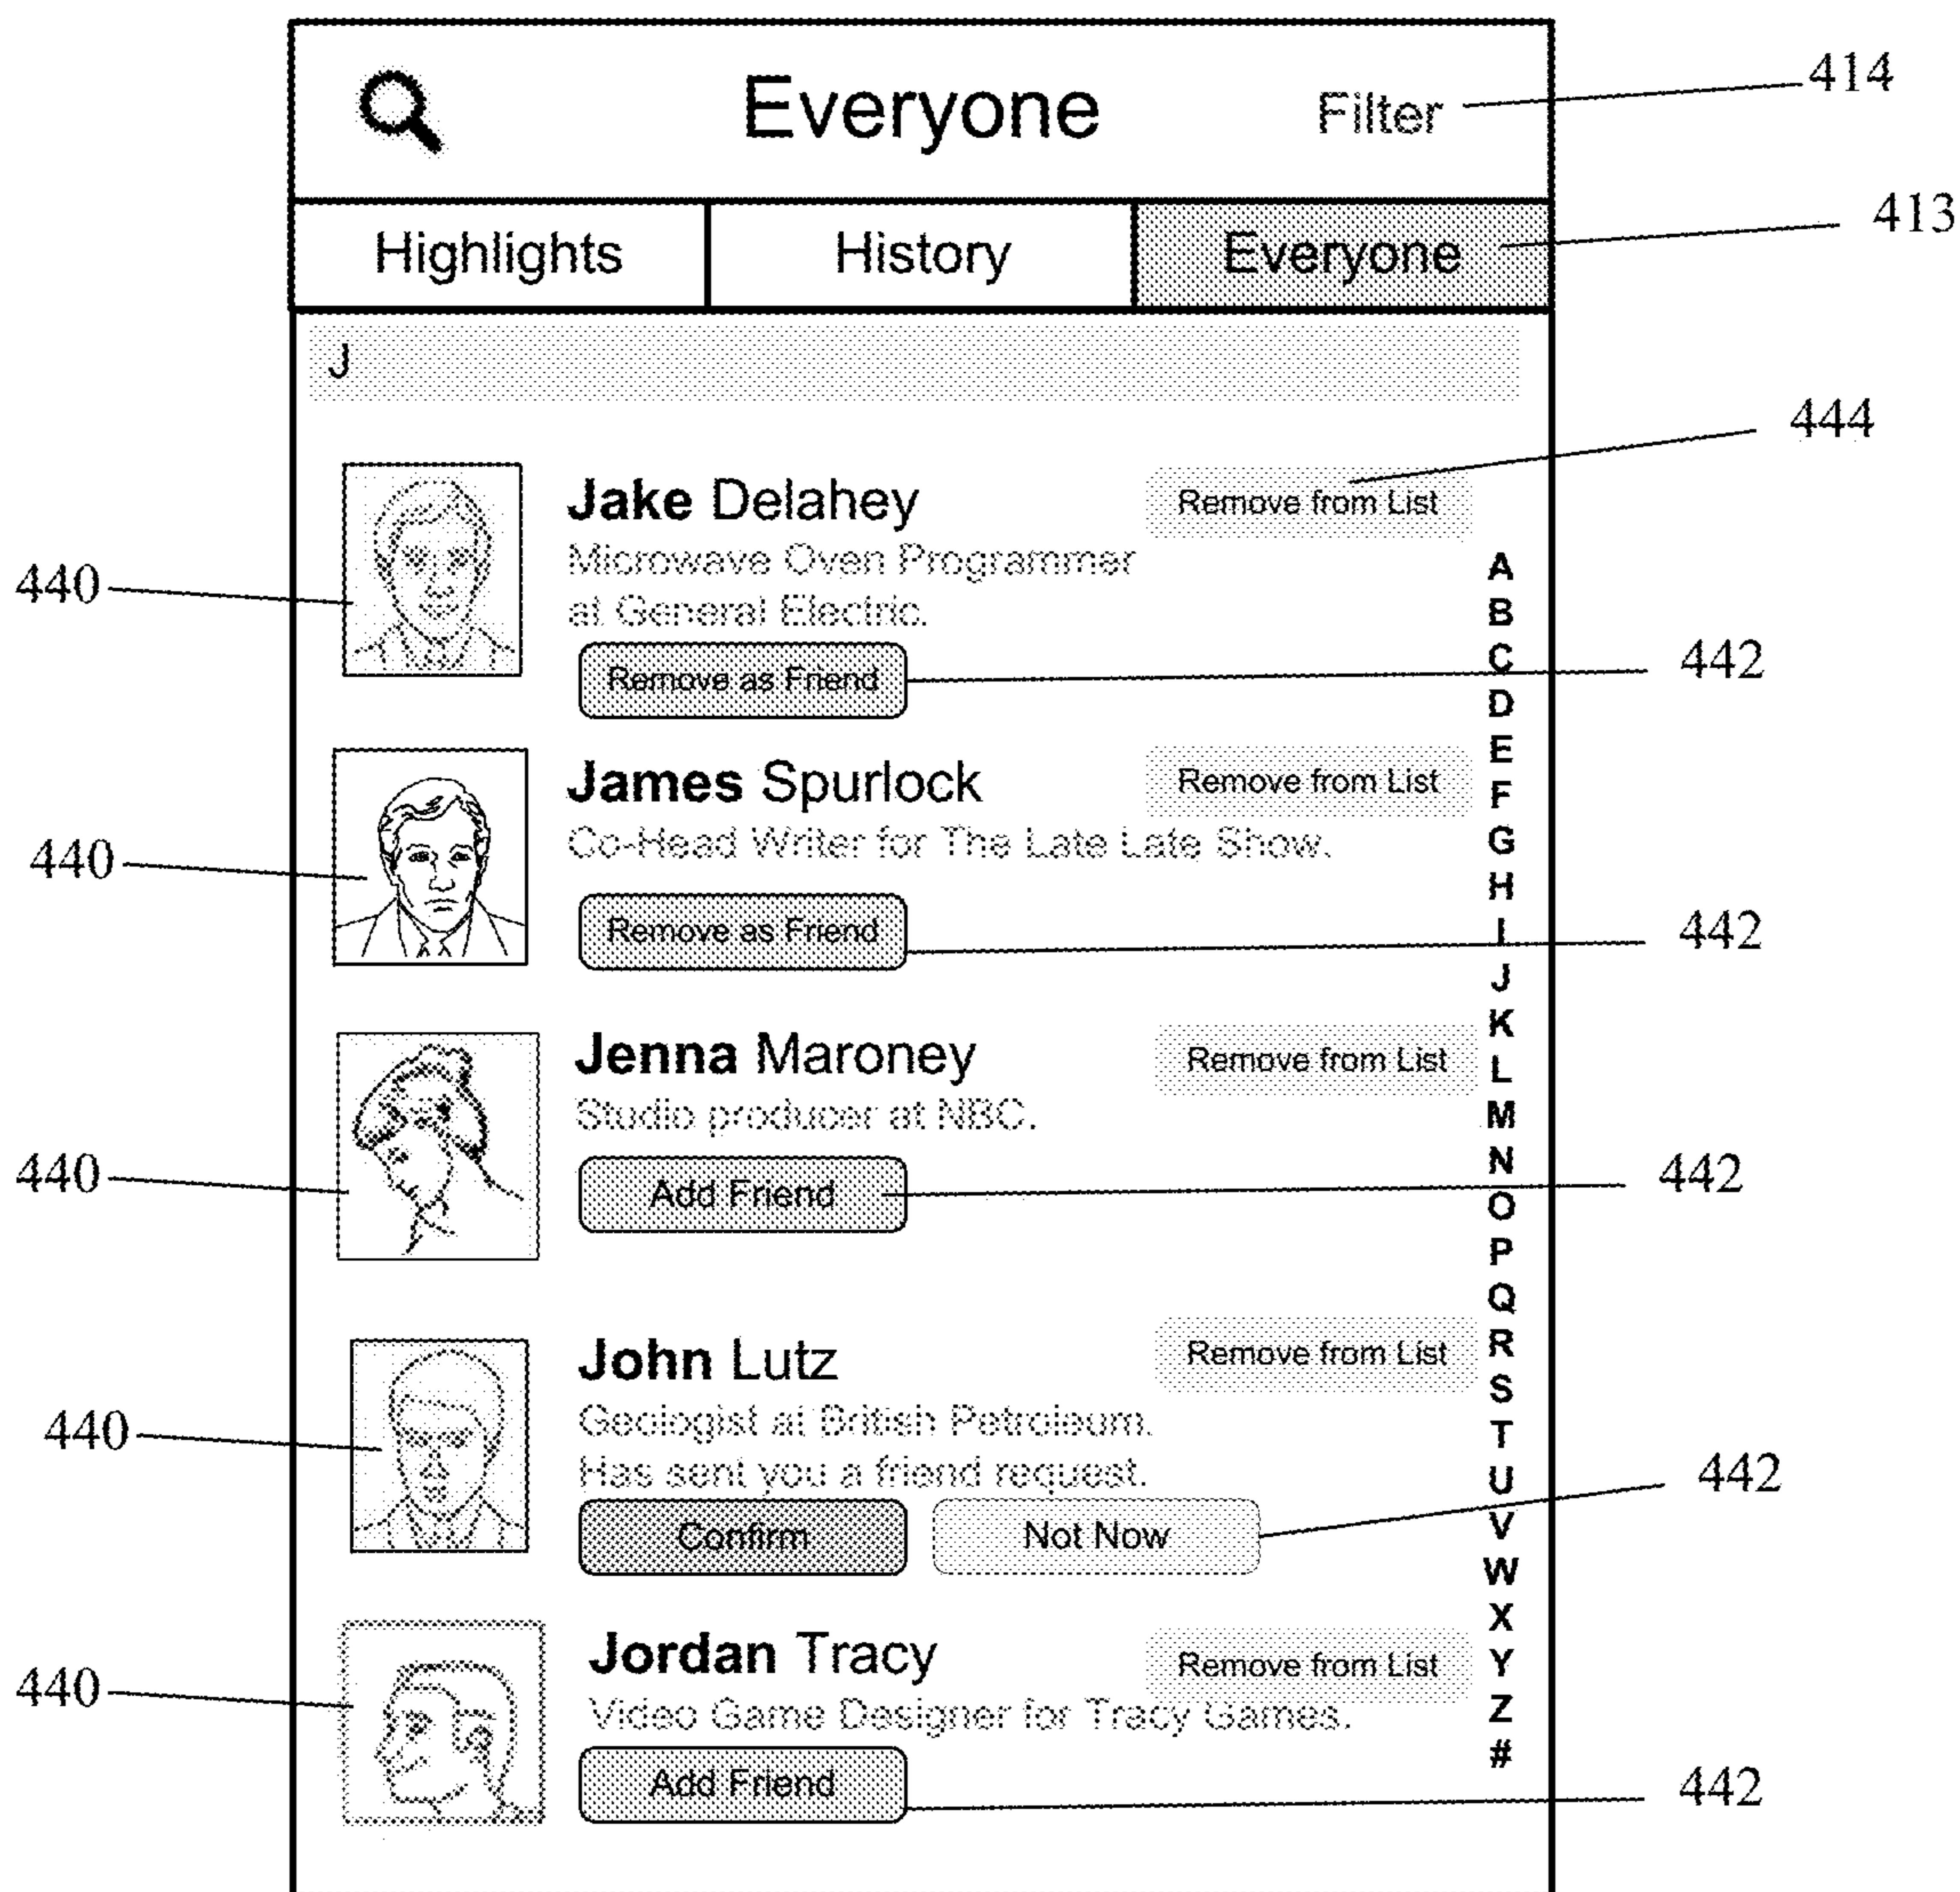 Everyone
Filter
414
Highlights
History
Everyone
413
J
444
Jake Delahey
Remove from List
Microwave Oven Programmer
at General Electric.
440
Remove as Friend
442
James Spurlock
Remove from List
Co-Head Writer for The Late Late Show.
440
Remove as Friend
442
Jenna Maroney
Remove from List
Studio producer at NBC.
440
Add Friend
442
John Lutz
Remove from List
Geologist at British Petroleum.
440
Has sent you a friend request.
Confirm
Not Now
442
Jordan Tracy
Remove from List
440
Video Game Designer for Tracy Games.
Add Friend
442
A
B
C
D
E
F
G
H
I
J
K
L
M
N
O
P
Q
R
S
T
U
V
W
X
Y
Z
#